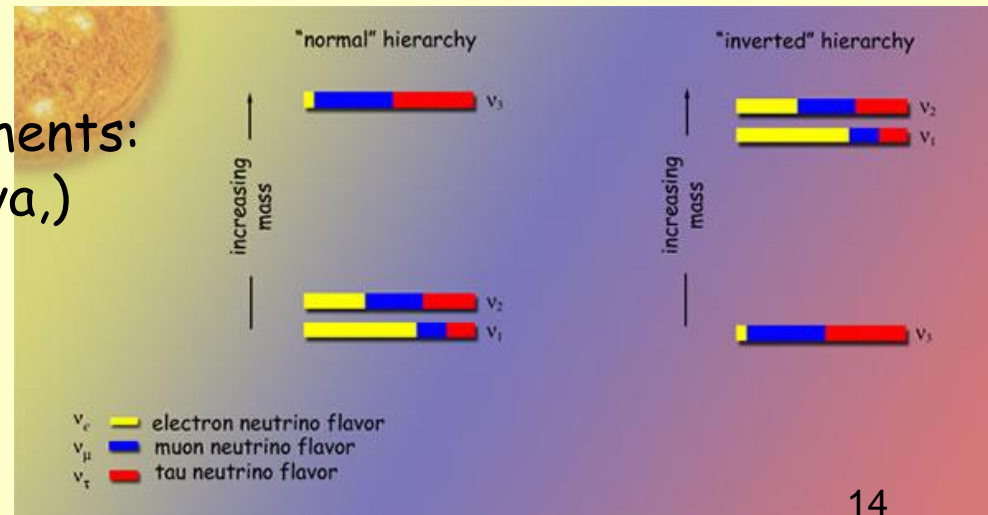 "normal" hierarchy
"inverted" hierarchy
ments:
va,)
increasing
mass
ν3
ν2
ν1
increasing
mass
ν2
ν1
ν3
νe electron neutrino flavor
νμ muon neutrino flavor
ντ tau neutrino flavor
14